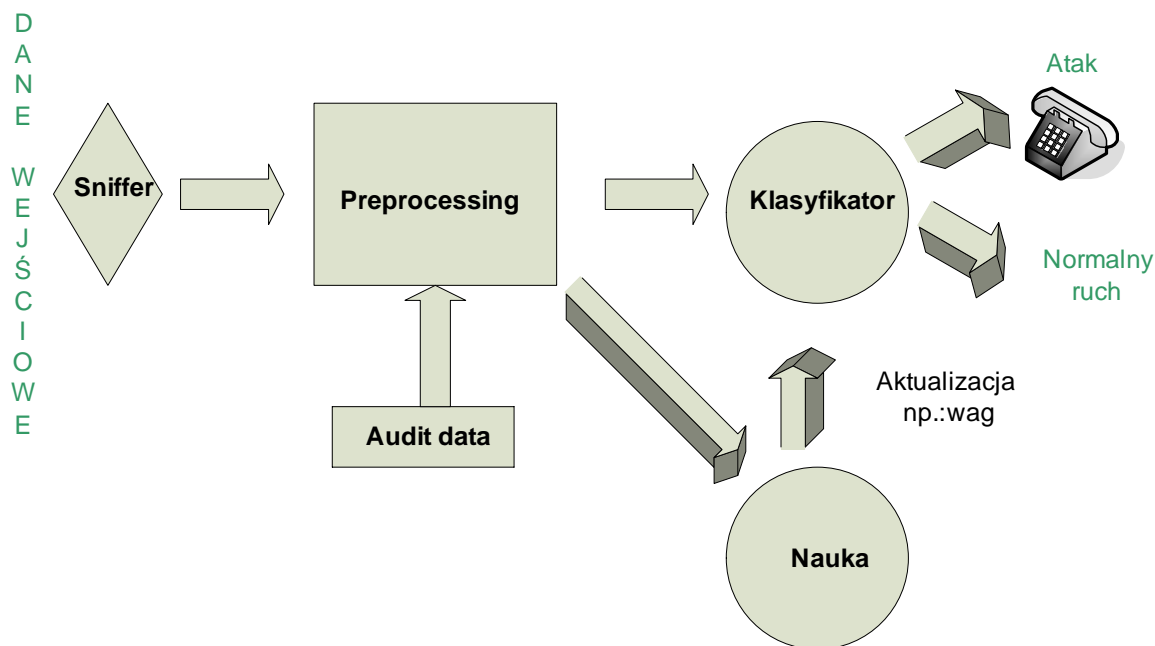 DANE WEJŚCIOWE
Sniffer
Preprocessing
Klasyfikator
Atak
Normalny
ruch
Audit data
Aktualizacja
np.:wag
Nauka